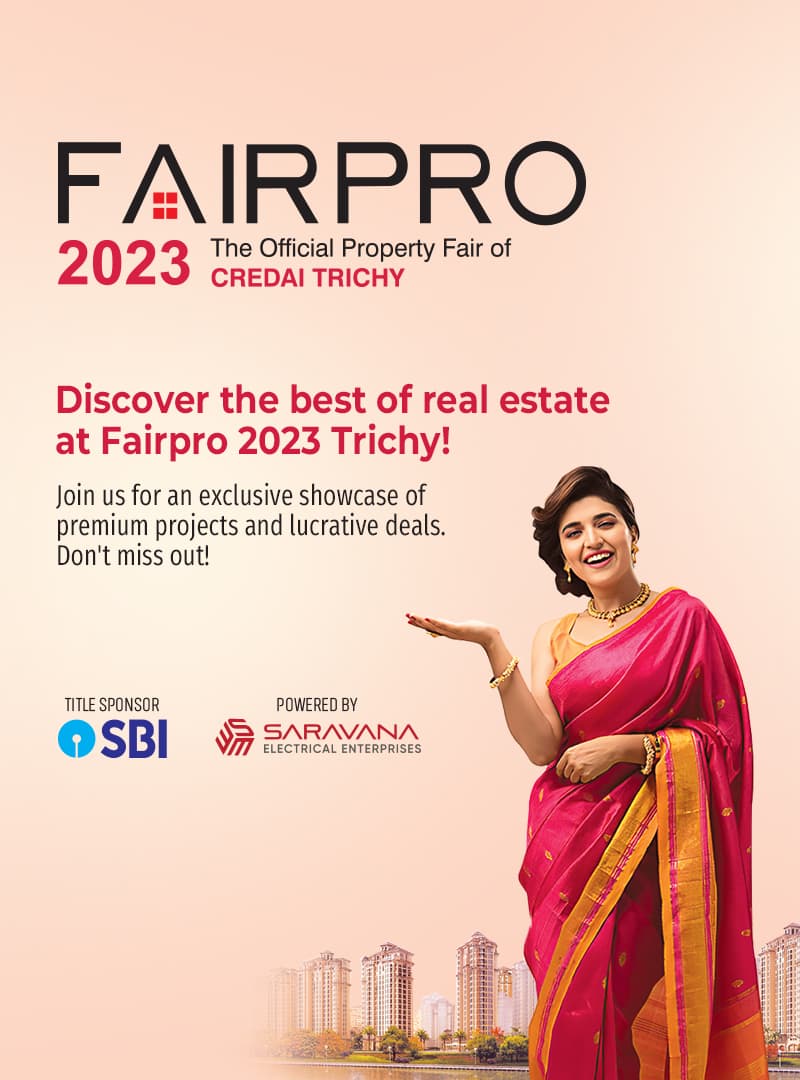 FAIRPRO
2023
The Official Property Fair of
CREDAI TRICHY
Discover the best of real estate
at Fairpro 2023 Trichy!
Join us for an exclusive showcase of
premium projects and lucrative deals.
Don't miss out!
TITLE SPONSOR
SBI
POWERED BY
SARAVANA
ELECTRICAL ENTERPRISES